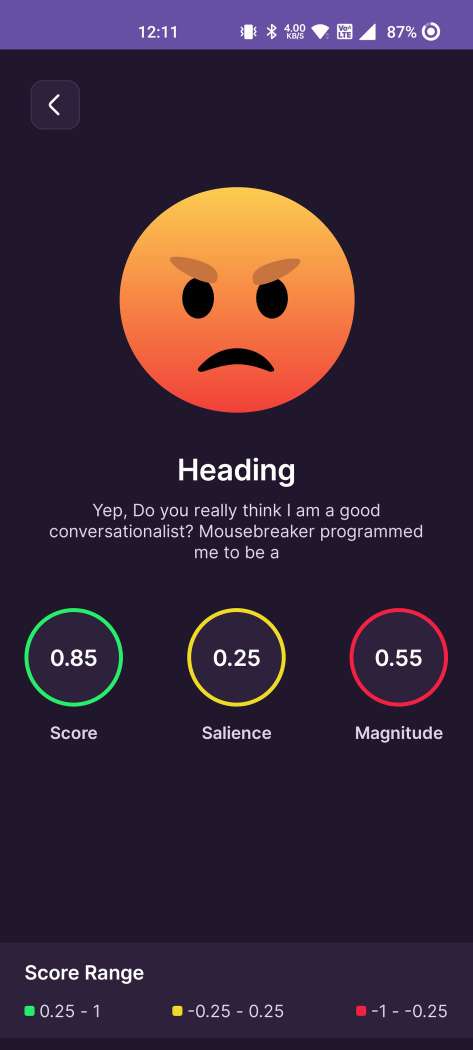 12:11 4.00 KB/S Vo LTE 87%
Heading
Yep, Do you really think I am a good
conversationalist? Mousebreaker programmed
me to be a
0.85 0.25 0.55
Score Salience Magnitude
Score Range
0.25 - 1 -0.25 - 0.25 -1 - -0.25